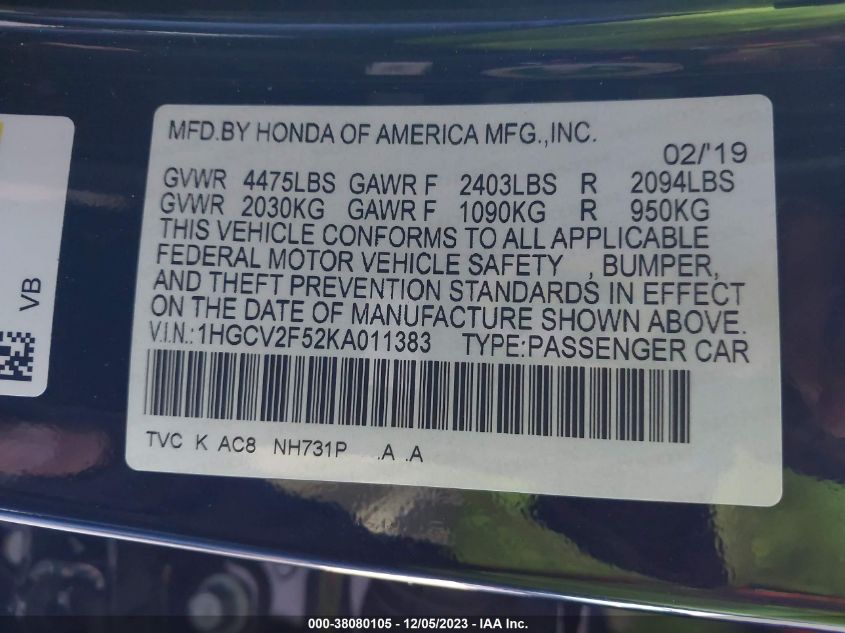 MFD.BY HONDA OF AMERICA MFG.,INC.
02/'19
GVWR 4475LBS GAWR F 2403LBS R 2094LBS
GVWR 2030KG GAWR F 1090KG R 950KG
THIS VEHICLE CONFORMS TO ALL APPLICABLE
FEDERAL MOTOR VEHICLE SAFETY , BUMPER,
AND THEFT PREVENTION STANDARDS IN EFFECT
ON THE DATE OF MANUFACTURE SHOWN ABOVE.
V.I.N.:1HGCV2F52KA011383 TYPE:PASSENGER CAR
TVC K AC8 NH731P .A .A
VB
000-38080105 - 12/05/2023 - IAA Inc.